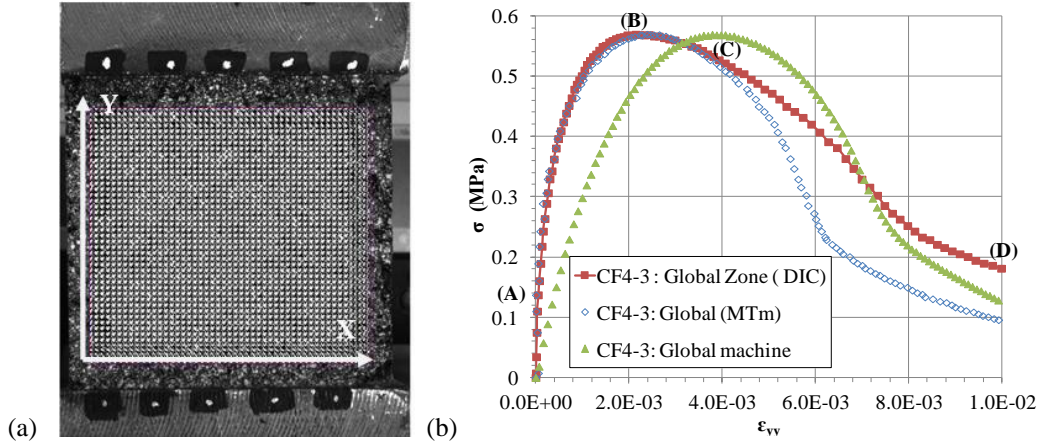 Y
X
(a)
(b)
σ (MPa)
0.6
0.5
0.4
0.3
0.2
0.1
0
(A)
(B)
(C)
(D)
CF4-3 : Global Zone ( DIC)
CF4-3: Global (MTm)
CF4-3: Global machine
0.0E+00 2.0E-03 4.0E-03 6.0E-03 8.0E-03 1.0E-02
εyy